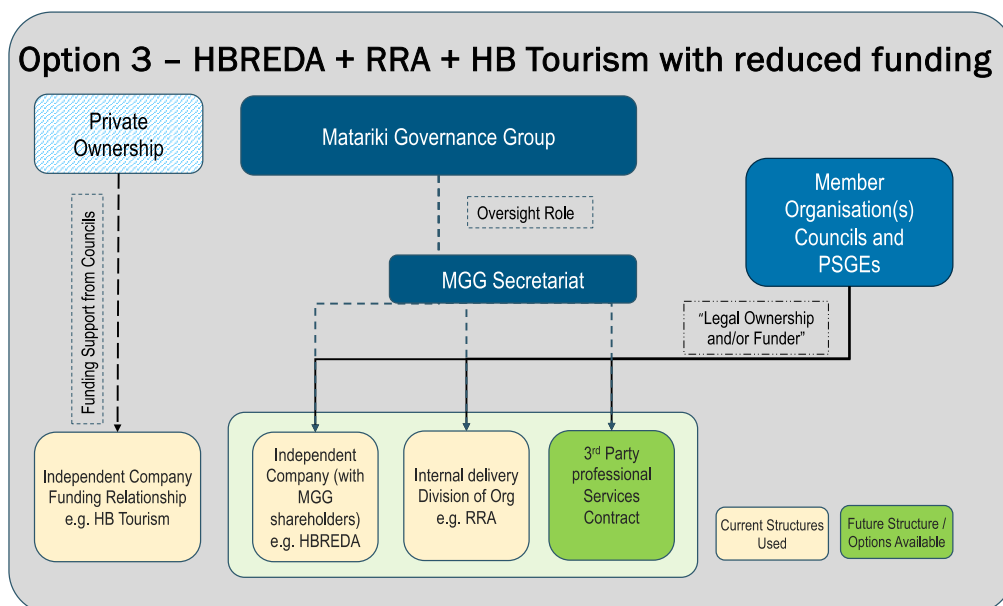 Option 3 – HBREDA + RRA + HB Tourism with reduced funding
Private
Ownership
Matariki Governance Group
Member
Organisation(s)
Councils and
PSGEs
Funding Support from Councils
Oversight Role
MGG Secretariat
“Legal Ownership
and/or Funder”
Independent Company
Funding Relationship
e.g. HB Tourism
Independent
Company (with
MGG
shareholders)
e.g. HBREDA
Internal delivery
Division of Org
e.g. RRA
3rd Party
professional
Services
Contract
Current Structures
Used
Future Structure /
Options Available